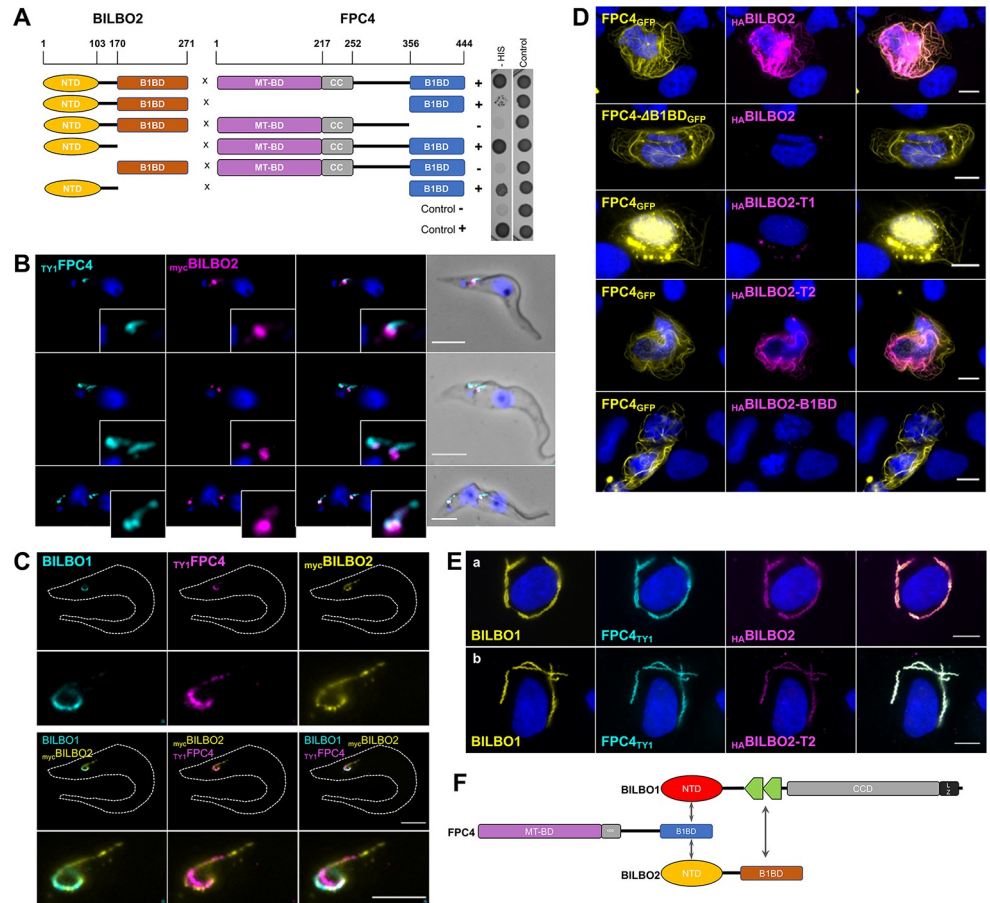 A
BILBO2
FPC4
1 103 170 271
1 217 252 356 444
- HIS
Control
NTD B1BD x MT-BD CC B1BD +
NTD B1BD x B1BD +
NTD B1BD x MT-BD CC -
NTD x MT-BD CC B1BD +
B1BD x MT-BD CC B1BD -
NTD x B1BD +
Control -
Control +
B
TY1FPC4
mycBILBO2
C
BILBO1
TY1FPC4
mycBILBO2
BILBO1
mycBILBO2
mycBILBO2
TY1FPC4
BILBO1 mycBILBO2
TY1FPC4
D
FPC4GFP
HABILBO2
FPC4-ΔB1BDGFP
HABILBO2
FPC4GFP
HABILBO2-T1
FPC4GFP
HABILBO2-T2
FPC4GFP
HABILBO2-B1BD
E
a
BILBO1
FPC4TY1
HABILBO2
b
BILBO1
FPC4TY1
HABILBO2-T2
F
BILBO1 NTD CCD LZ
FPC4 MT-BD B1BD
BILBO2 NTD B1BD